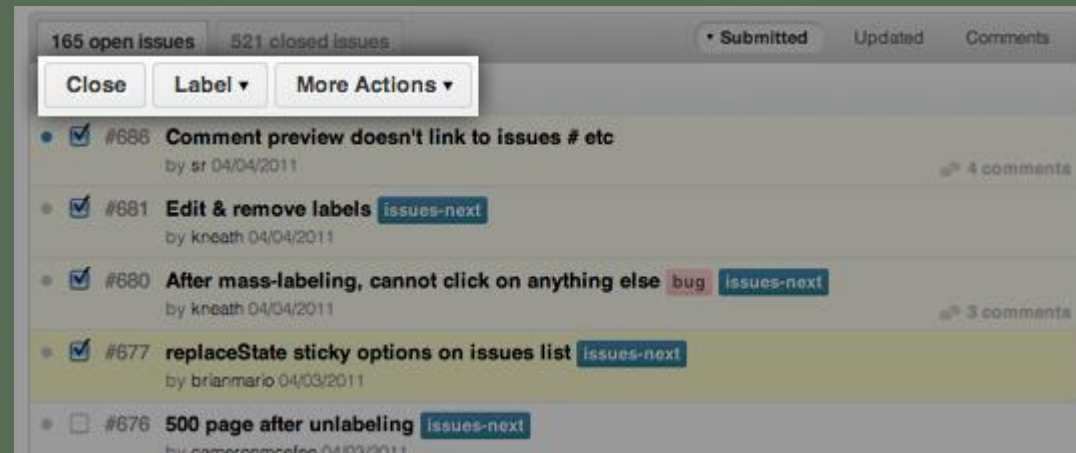 165 open issues 521 closed issues • Submitted Updated Comments
Close Label ▾ More Actions ▾
#686 Comment preview doesn't link to issues # etc
by sr 04/04/2011
4 comments
#681 Edit & remove labels issues-next
by kneath 04/04/2011
#680 After mass-labeling, cannot click on anything else bug issues-next
by kneath 04/04/2011
3 comments
#677 replaceState sticky options on issues list issues-next
by brianmario 04/03/2011
#676 500 page after unlabeling issues-next
by 04/03/2011